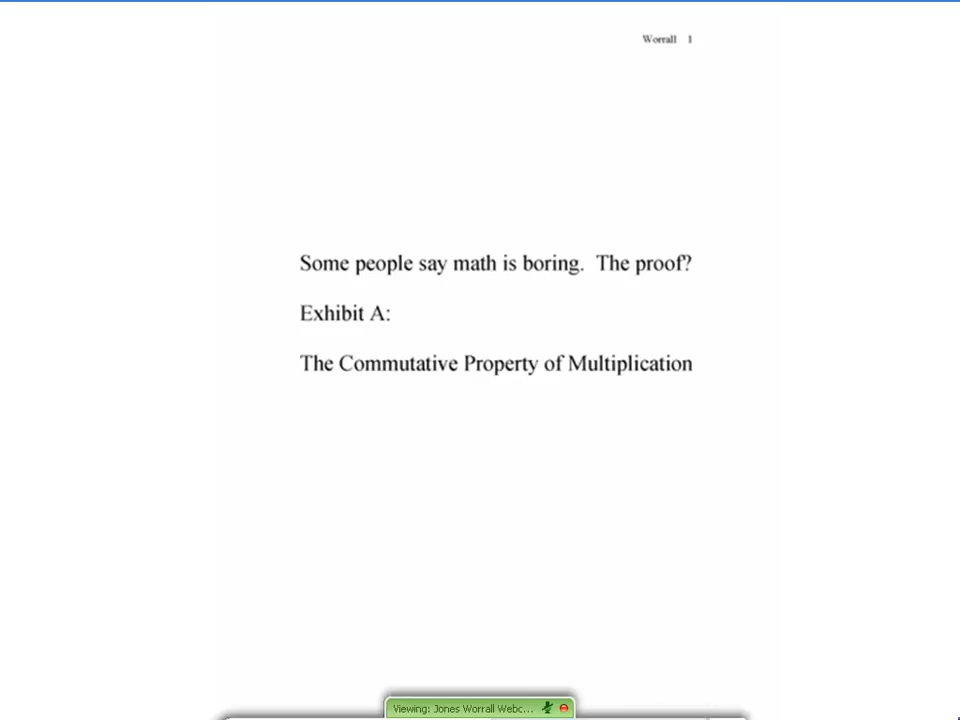 Worrall 1
Some people say math is boring. The proof?
Exhibit A:
The Commutative Property of Multiplication
Viewing: Jones Worrall Webc...